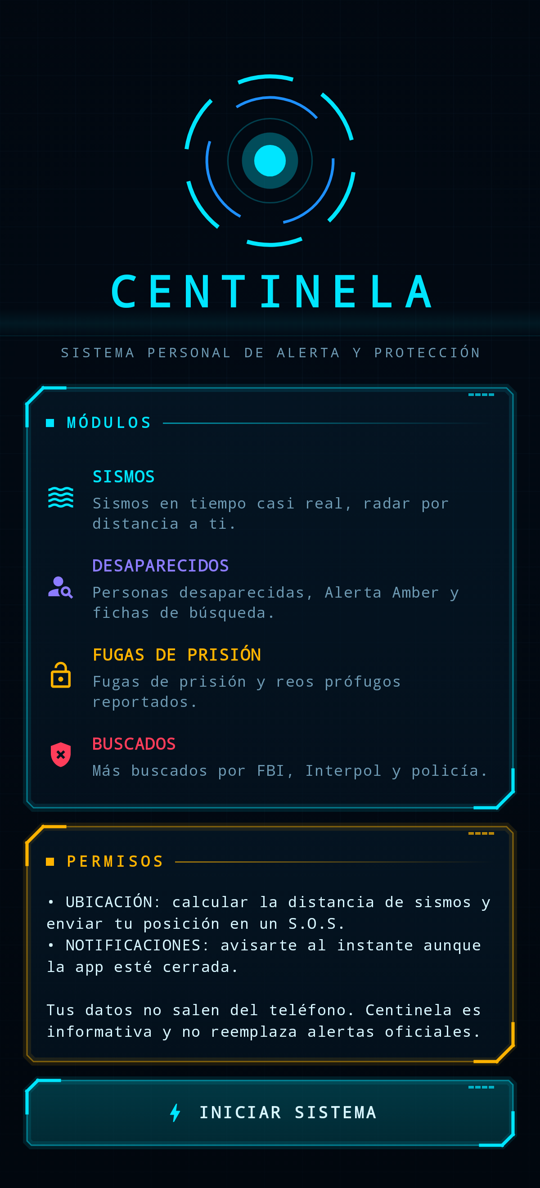 CENTINELA
SISTEMA PERSONAL DE ALERTA Y PROTECCIÓN
MÓDULOS
SISMOS
Sismos en tiempo casi real, radar por
distancia a ti.
DESAPARECIDOS
Personas desaparecidas, Alerta Amber y
fichas de búsqueda.
FUGAS DE PRISIÓN
Fugas de prisión y reos prófugos
reportados.
BUSCADOS
Más buscados por FBI, Interpol y policía.
PERMISOS
• UBICACIÓN: calcular la distancia de sismos y
enviar tu posición en un S.O.S.
• NOTIFICACIONES: avisarte al instante aunque
la app esté cerrada.
Tus datos no salen del teléfono. Centinela es
informativa y no reemplaza alertas oficiales.
INICIAR SISTEMA